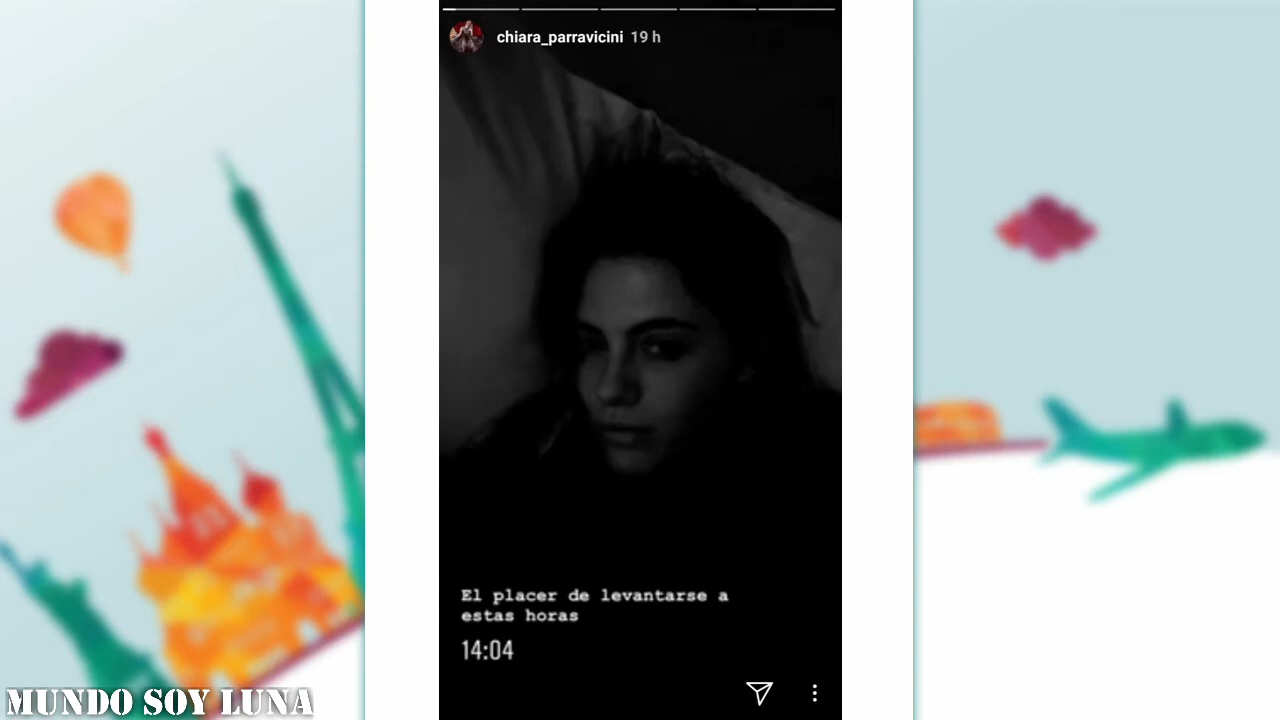 chiara_parravicini 19 h
El placer de levantarse a
estas horas
14:04
MUNDO SOY LUNA